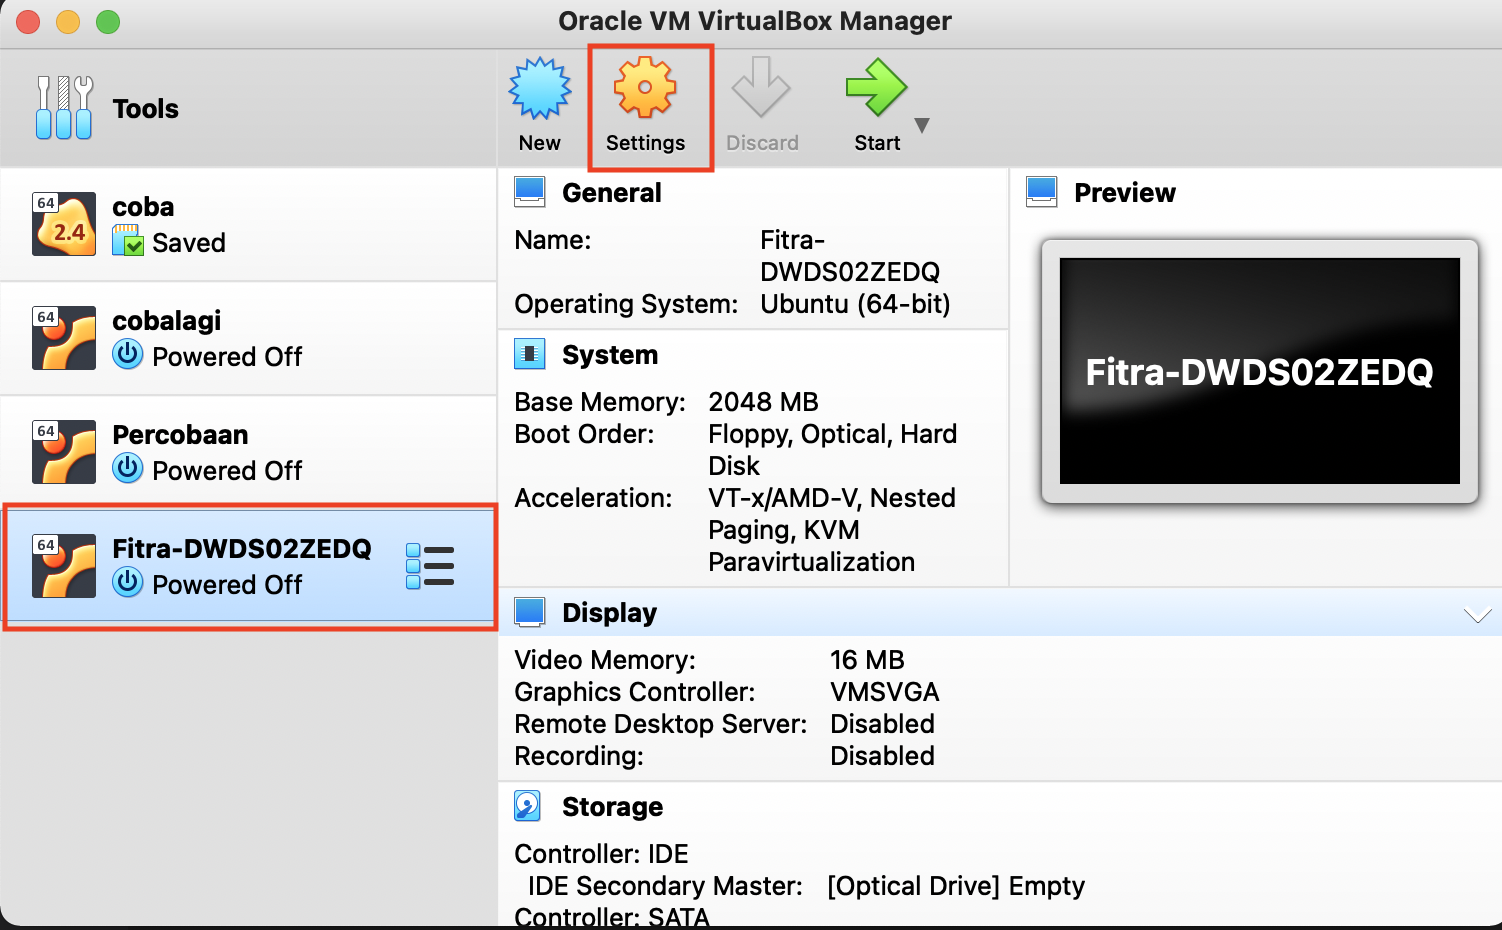 Oracle VM VirtualBox Manager
Tools
New
Settings
Discard
Start
64
2.4
coba
Saved
64
cobalagi
Powered Off
64
Percobaan
Powered Off
64
Fitra-DWDS02ZEDQ
Powered Off
General
Name: Fitra-
DWDS02ZEDQ
Operating System: Ubuntu (64-bit)
System
Base Memory: 2048 MB
Boot Order: Floppy, Optical, Hard
Disk
Acceleration: VT-x/AMD-V, Nested
Paging, KVM
Paravirtualization
Preview
Fitra-DWDS02ZEDQ
Display
Video Memory: 16 MB
Graphics Controller: VMSVGA
Remote Desktop Server: Disabled
Recording: Disabled
Storage
Controller: IDE
IDE Secondary Master: [Optical Drive] Empty
Controller: SATA